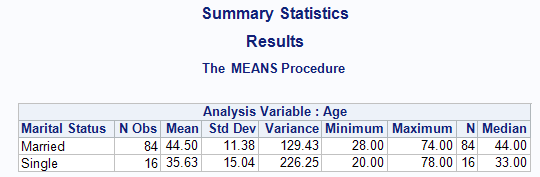 Summary Statistics
Results
The MEANS Procedure
Analysis Variable : Age
Marital Status N Obs Mean Std Dev Variance Minimum Maximum N Median
Married 84 44.50 11.38 129.43 28.00 74.00 84 44.00
Single 16 35.63 15.04 226.25 20.00 78.00 16 33.00